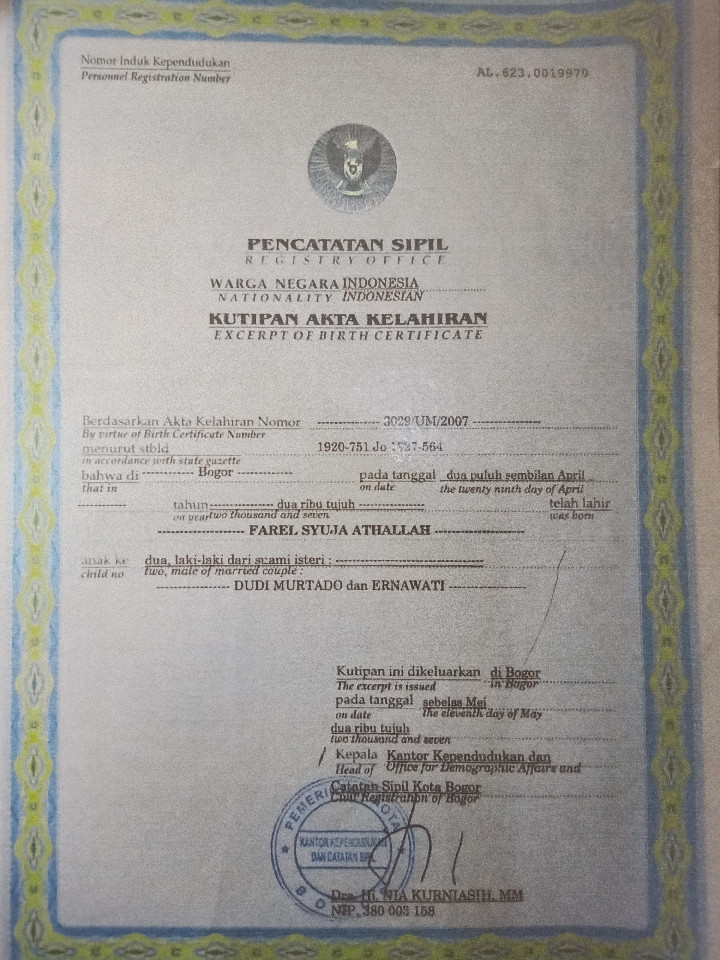 Nomor Induk Kependudukan
Personnel Registration Number
AL.623.0019970
PENCATATAN SIPIL
REGISTRY OFFICE
WARGA NEGARA INDONESIA
NATIONALITY INDONESIAN
KUTIPAN AKTA KELAHIRAN
EXCERPT OF BIRTH CERTIFICATE
Berdasarkan Akta Kelahiran Nomor ---------------- 3029/UM/2007 ----------------
By virtue of Birth Certificate Number
menurut stbld 1920-751 Jo 1927-564
in accordance with state gazette
bahwa di ------------ Bogor ------------ pada tanggal dua puluh sembilan April
that in on date the twenty ninth day of April
------------ tahun ---------------- dua ribu tujuh ---------------- telah lahir
on year two thousand and seven was born
---------------- FAREL SYUJA ATHALLAH ----------------
anak ke dua, laki-laki dari suami isteri : ----------------
child no two, male of married couple :
---------------- DUDI MURTADO dan ERNAWATI ----------------
Kutipan ini dikeluarkan di Bogor
The excerpt is issued in Bogor
pada tanggal sebelas Mei
on date the eleventh day of May
dua ribu tujuh
two thousand and seven
Kepala Kantor Kependudukan dan
Head of Office for Demographic Affairs and
Catatan Sipil Kota Bogor
Civil Registration of Bogor
PEMERINTAH KOTA
KANTOR KEPENDUDUKAN
DAN CATATAN SIPIL
BOGOR
Dra. Hj. NIA KURNIASIH, MM
NIP. 380 003 158